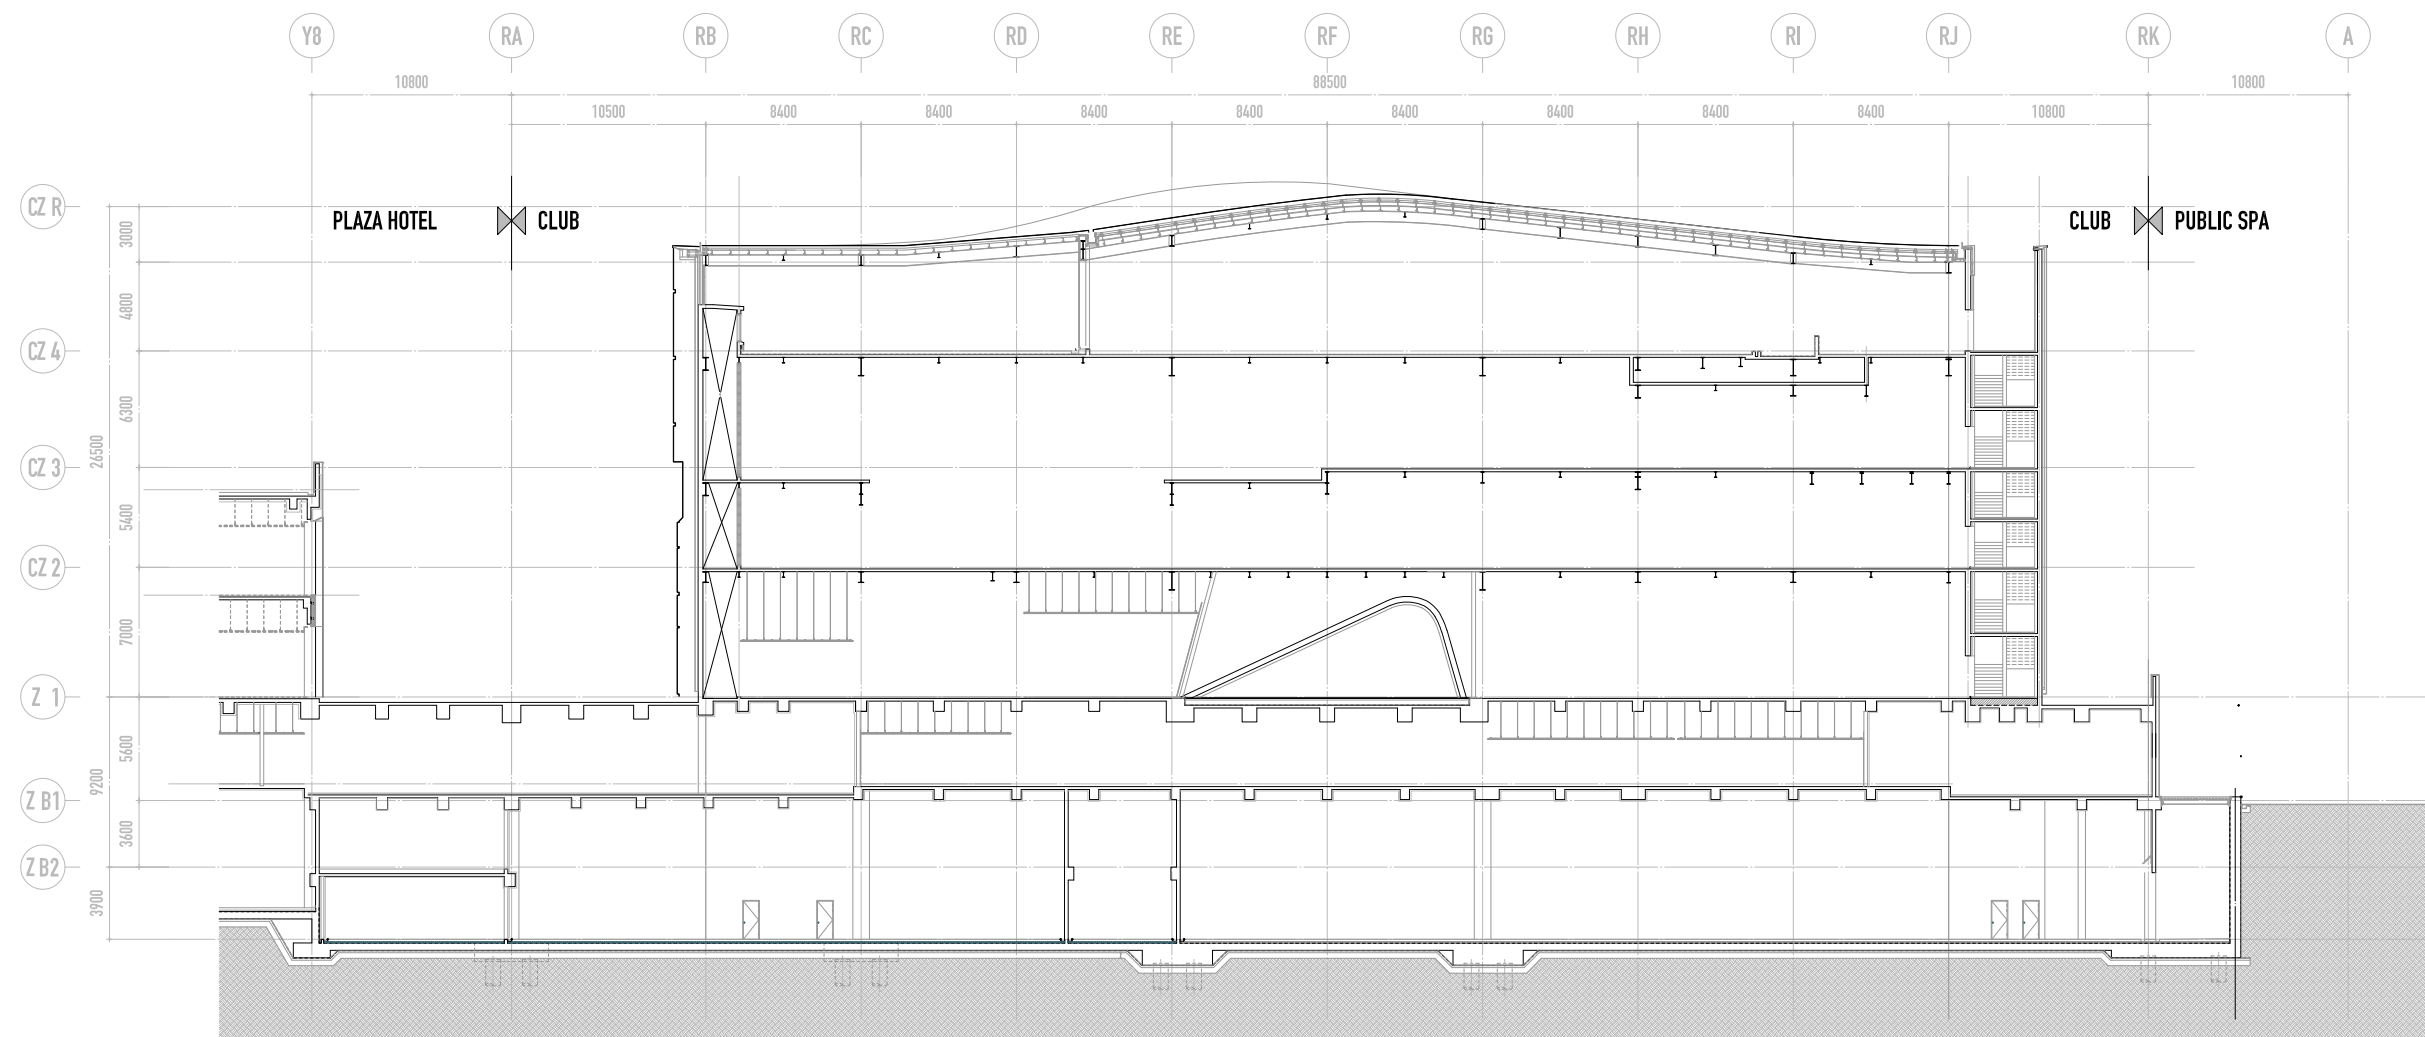 Y8 RA RB RC RD RE RF RG RH RI RJ RK A
10800 88500 10800
10500 8400 8400 8400 8400 8400 8400 8400 8400 10800
CZ R
PLAZA HOTEL CLUB CLUB PUBLIC SPA
3000
4800
CZ 4
6300
26500
CZ 3
5400
CZ 2
7000
Z 1
5600
9200
Z B1
3600
Z B2
3900